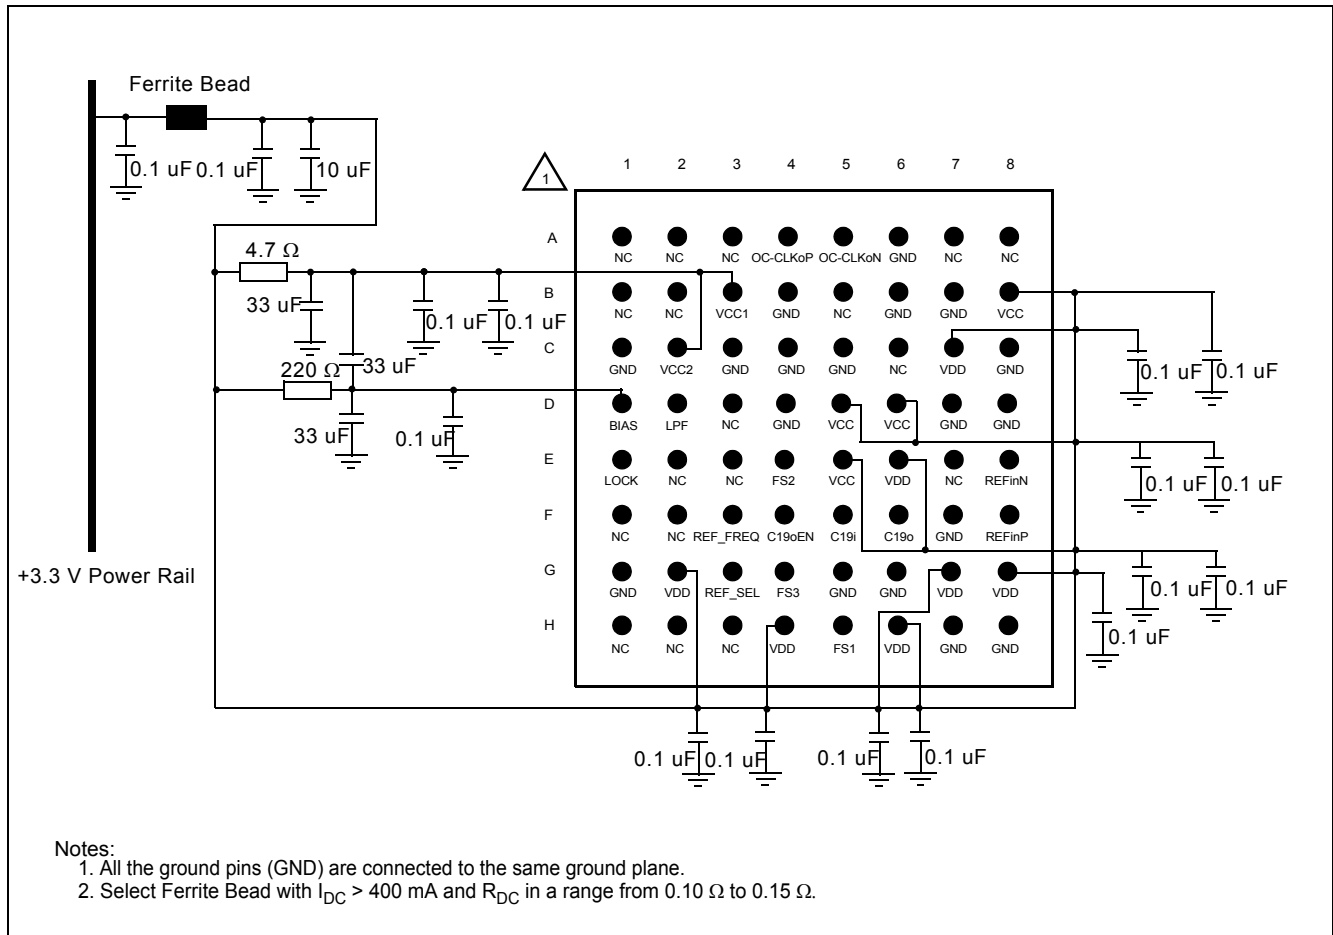 Ferrite Bead
0.1 uF 0.1 uF 10 uF
1
1 2 3 4 5 6 7 8
A
NC NC NC OC-CLKoP OC-CLKoN GND NC NC
4.7 Ω
B
33 uF 0.1 uF 0.1 uF
NC NC VCC1 GND NC GND GND VCC
C
33 uF
220 Ω
GND VCC2 GND GND GND NC VDD GND
0.1 uF 0.1 uF
D
33 uF 0.1 uF
BIAS LPF NC GND VCC VCC GND GND
E
LOCK NC NC FS2 VCC VDD NC REFinN
0.1 uF 0.1 uF
F
NC NC REF_FREQ C19oEN C19i C19o GND REFinP
+3.3 V Power Rail
G
GND VDD REF_SEL FS3 GND GND VDD VDD
0.1 uF 0.1 uF
H
0.1 uF
NC NC NC VDD FS1 VDD GND GND
0.1 uF 0.1 uF 0.1 uF 0.1 uF
Notes:
1. All the ground pins (GND) are connected to the same ground plane.
2. Select Ferrite Bead with IDC > 400 mA and RDC in a range from 0.10 Ω to 0.15 Ω.